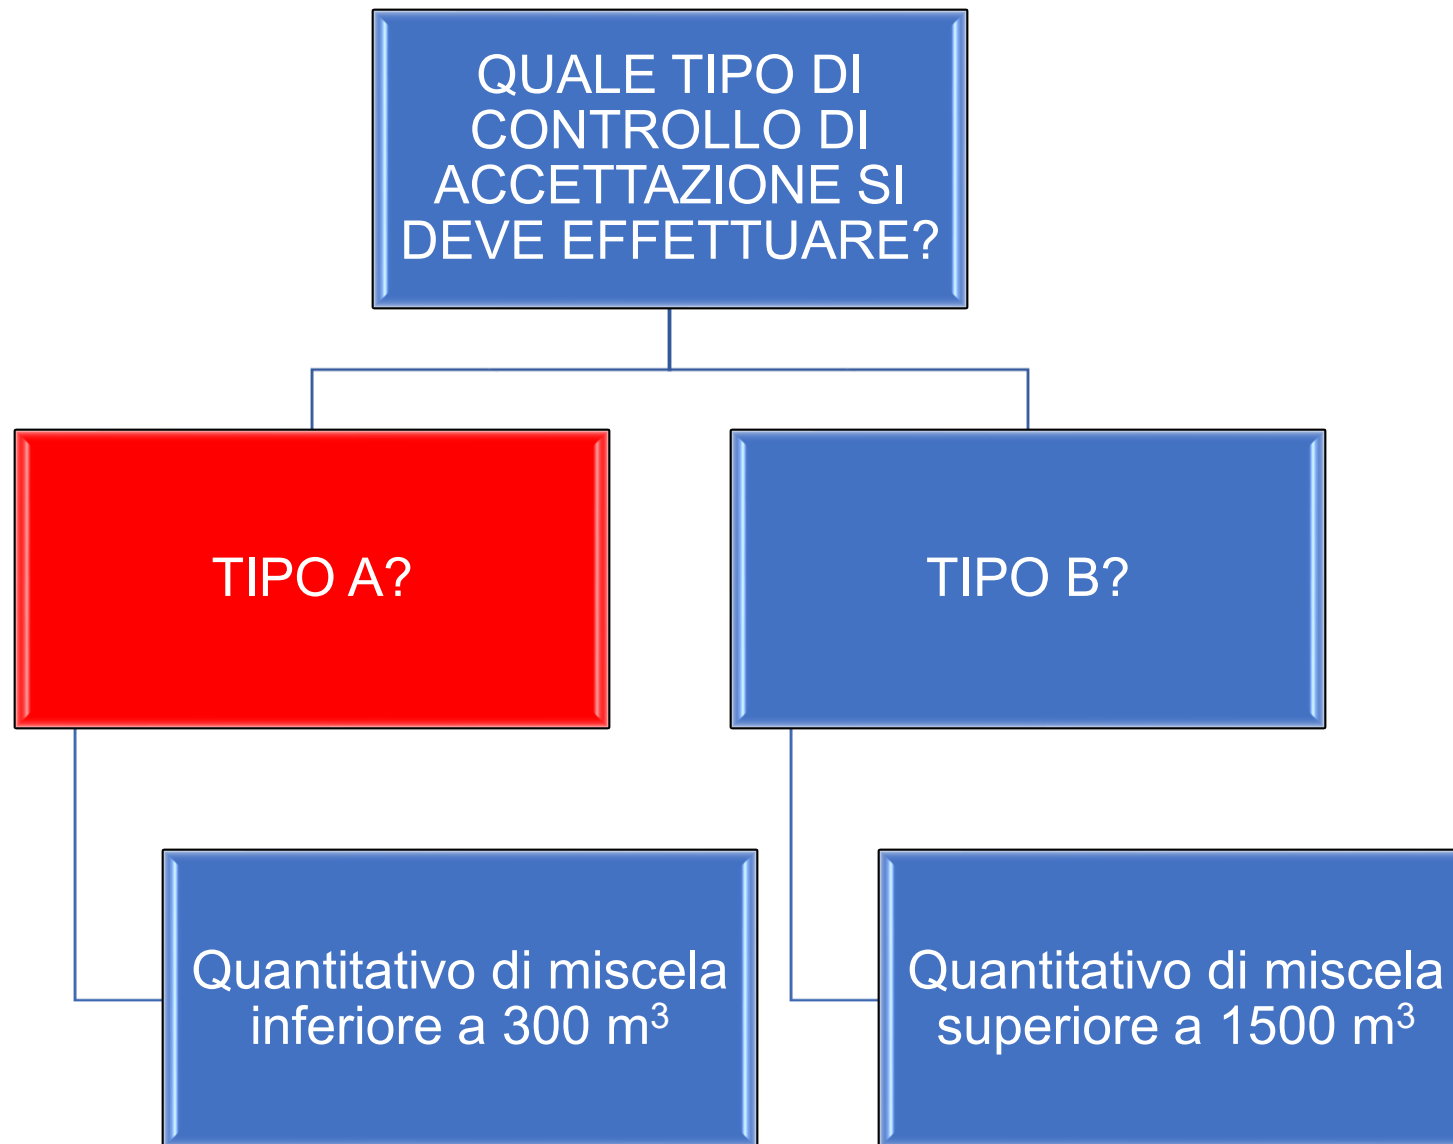 QUALE TIPO DI
CONTROLLO DI
ACCETTAZIONE SI
DEVE EFFETTUARE?
TIPO A?
TIPO B?
Quantitativo di miscela
inferiore a 300 m³
Quantitativo di miscela
superiore a 1500 m³